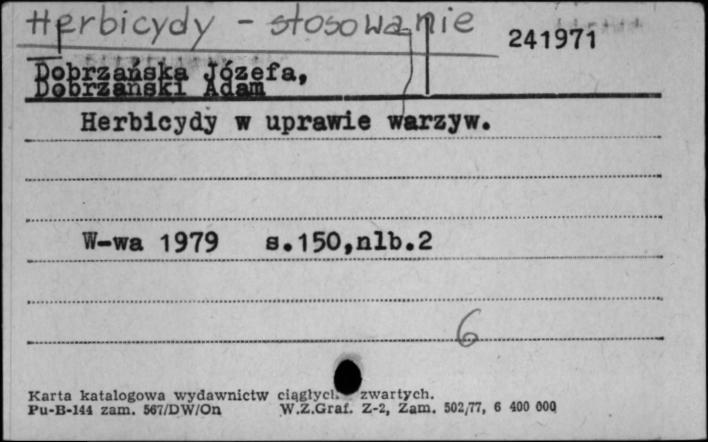 Herbicydy - stosowanie
241971
Dobrzańska Józefa,
Dobrzański Adam
Herbicydy w uprawie warzyw.
W-wa 1979 s.150,nlb.2
6
Karta katalogowa wydawnictw ciągłych zwartych.
Pu-B-144 zam. 567/DW/On W.Z.Graf. Z-2, Zam. 502/77, 6 400 000